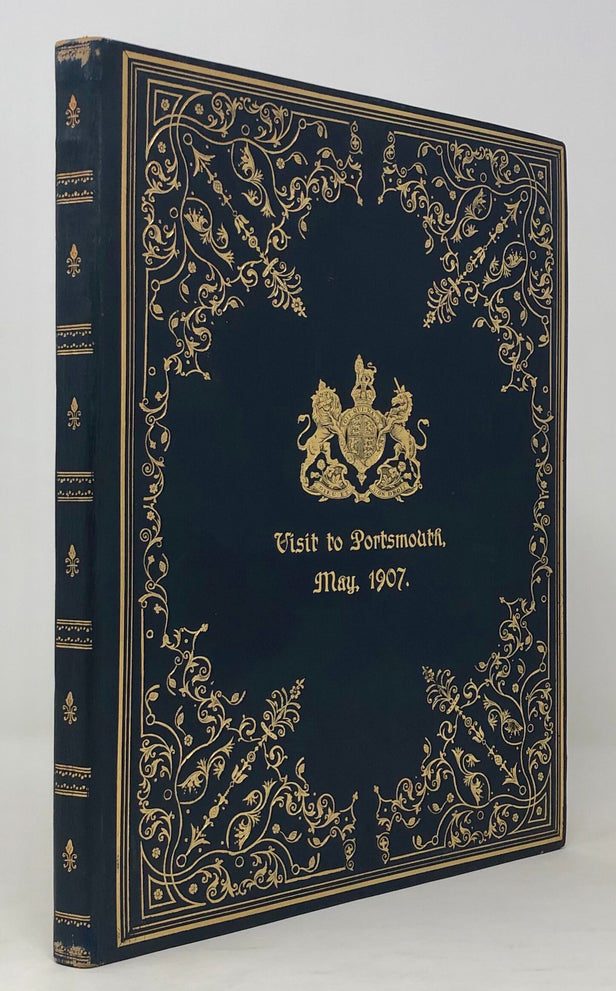 Visit to Portsmouth,
May, 1907.